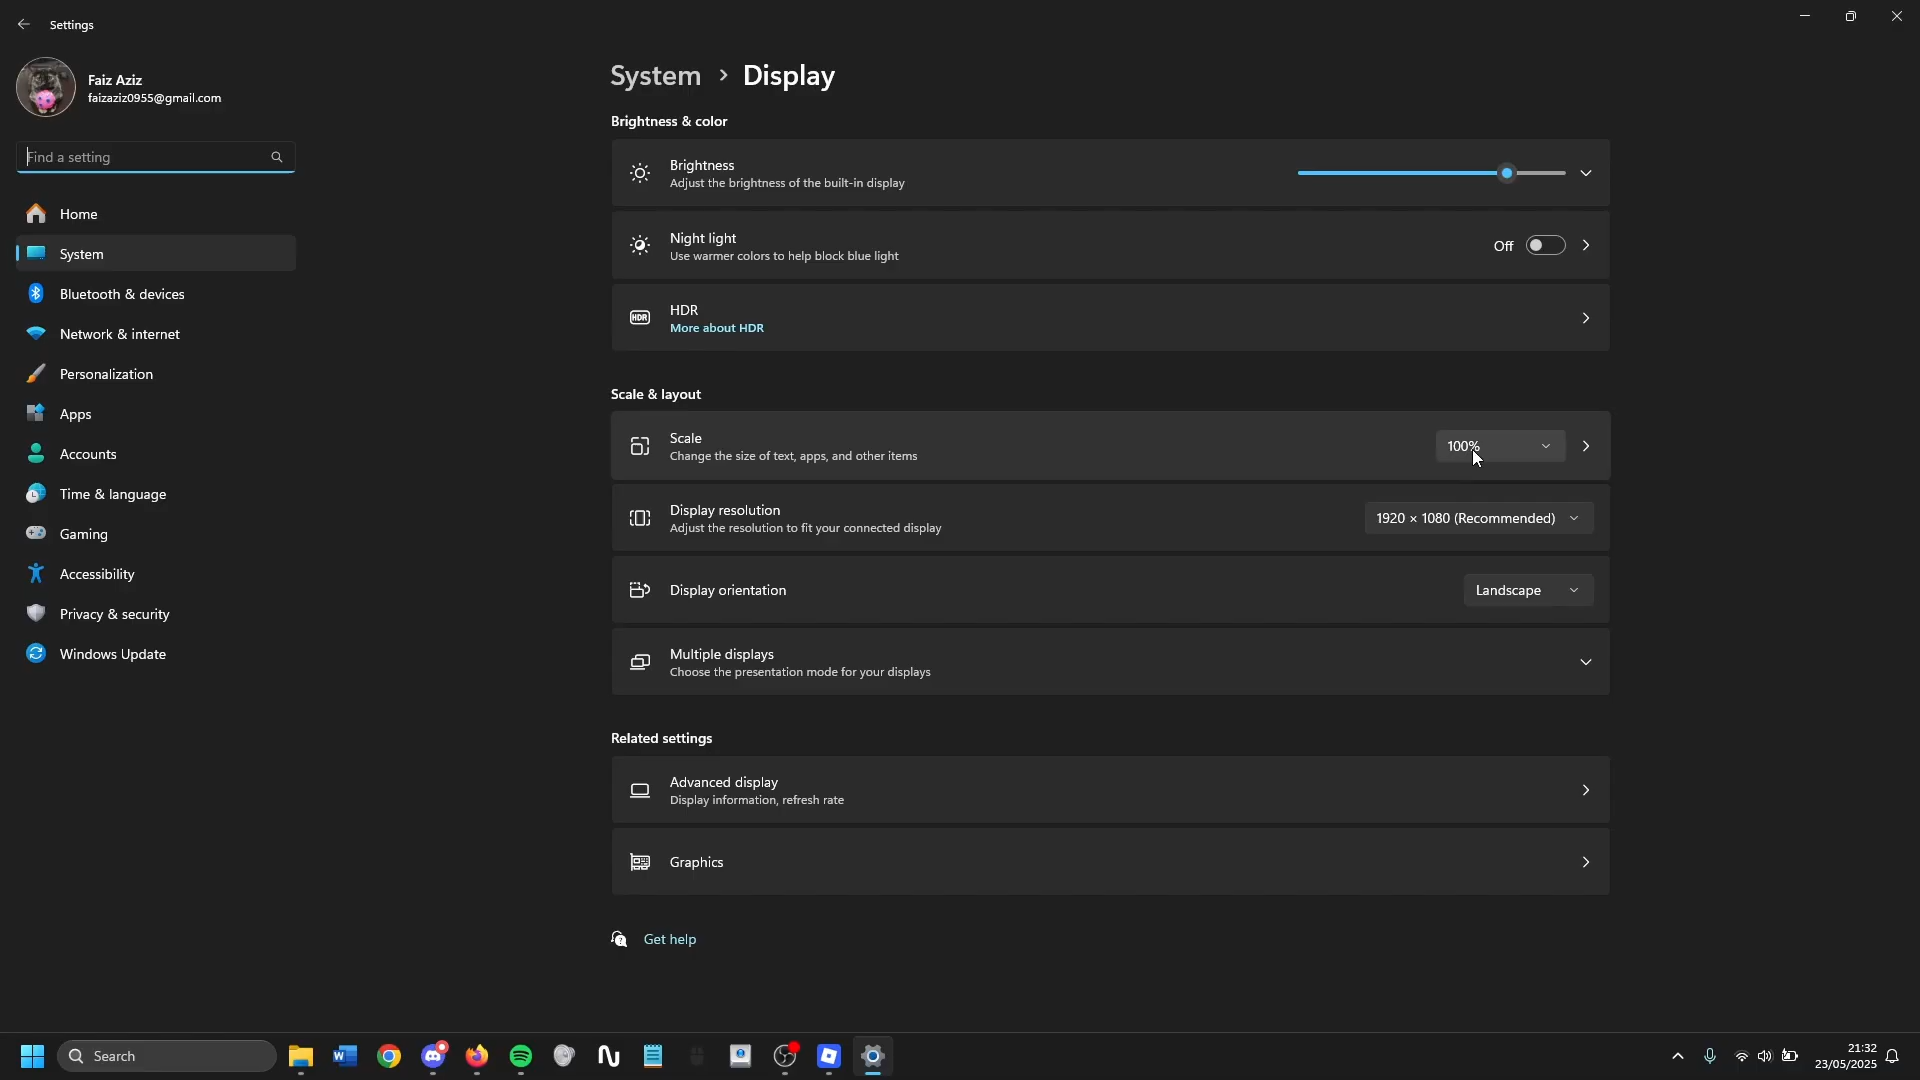 Settings
Faiz Aziz
faizaziz0955@gmail.com
Find a setting
Home
System
Bluetooth & devices
Network & internet
Personalization
Apps
Accounts
Time & language
Gaming
Accessibility
Privacy & security
Windows Update
System > Display
Brightness & color
Brightness
Adjust the brightness of the built-in display
Night light
Use warmer colors to help block blue light
Off
HDR
HDR
More about HDR
Scale & layout
Scale
Change the size of text, apps, and other items
100%
Display resolution
Adjust the resolution to fit your connected display
1920 × 1080 (Recommended)
Display orientation
Landscape
Multiple displays
Choose the presentation mode for your displays
Related settings
Advanced display
Display information, refresh rate
Graphics
Get help
Search
21:32
23/05/2025